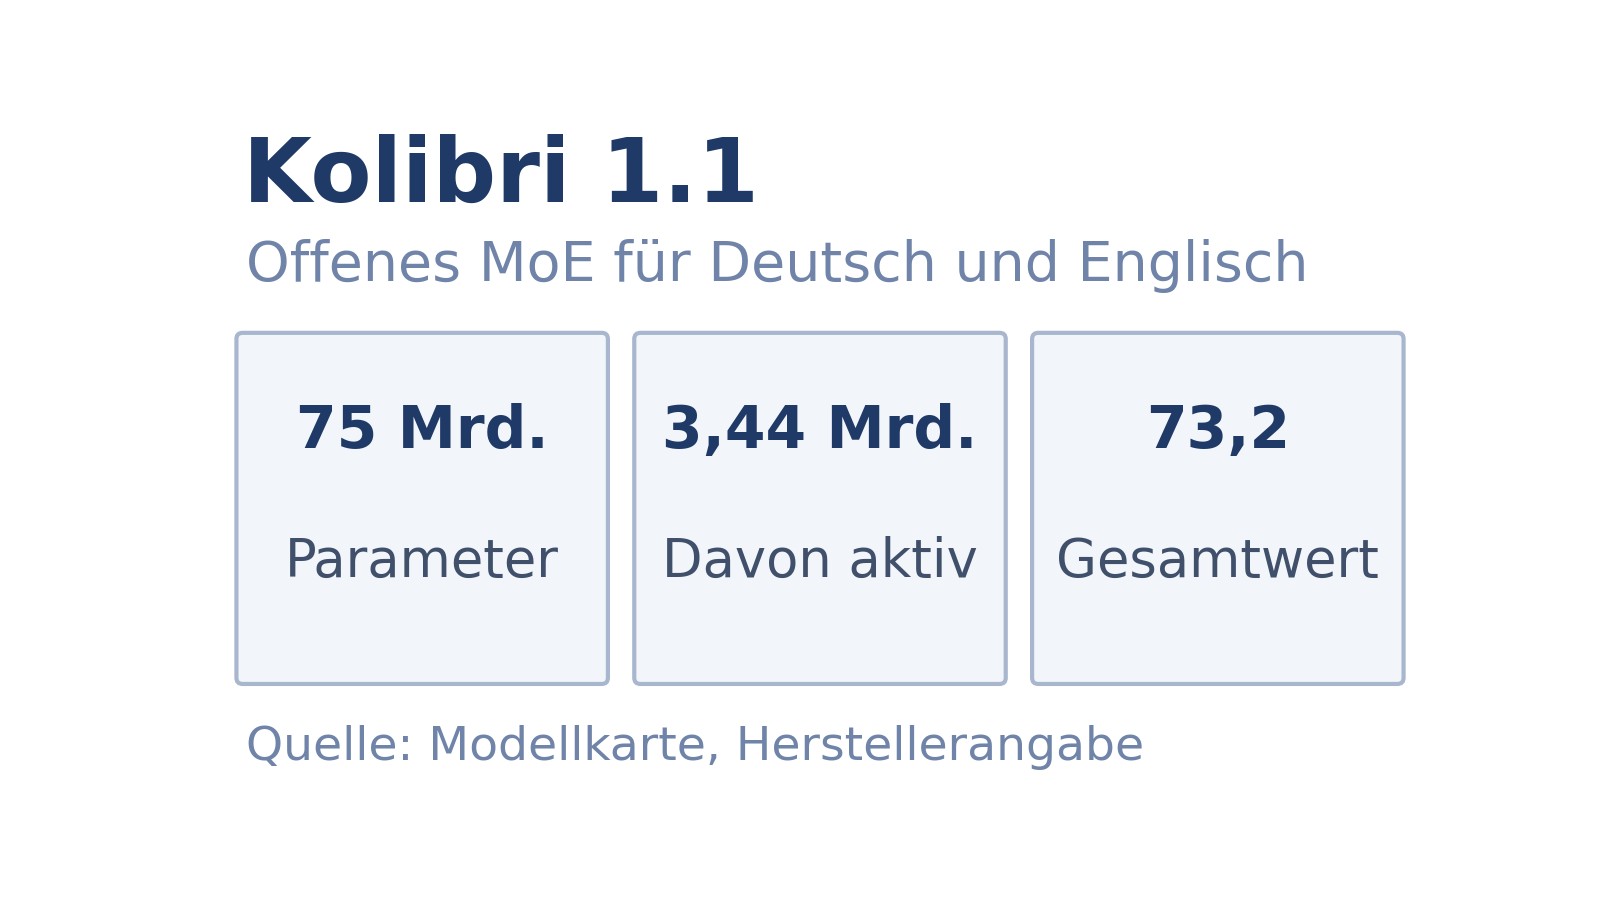 Kolibri 1.1
Offenes MoE für Deutsch und Englisch
75 Mrd.
Parameter
3,44 Mrd.
Davon aktiv
73,2
Gesamtwert
Quelle: Modellkarte, Herstellerangabe